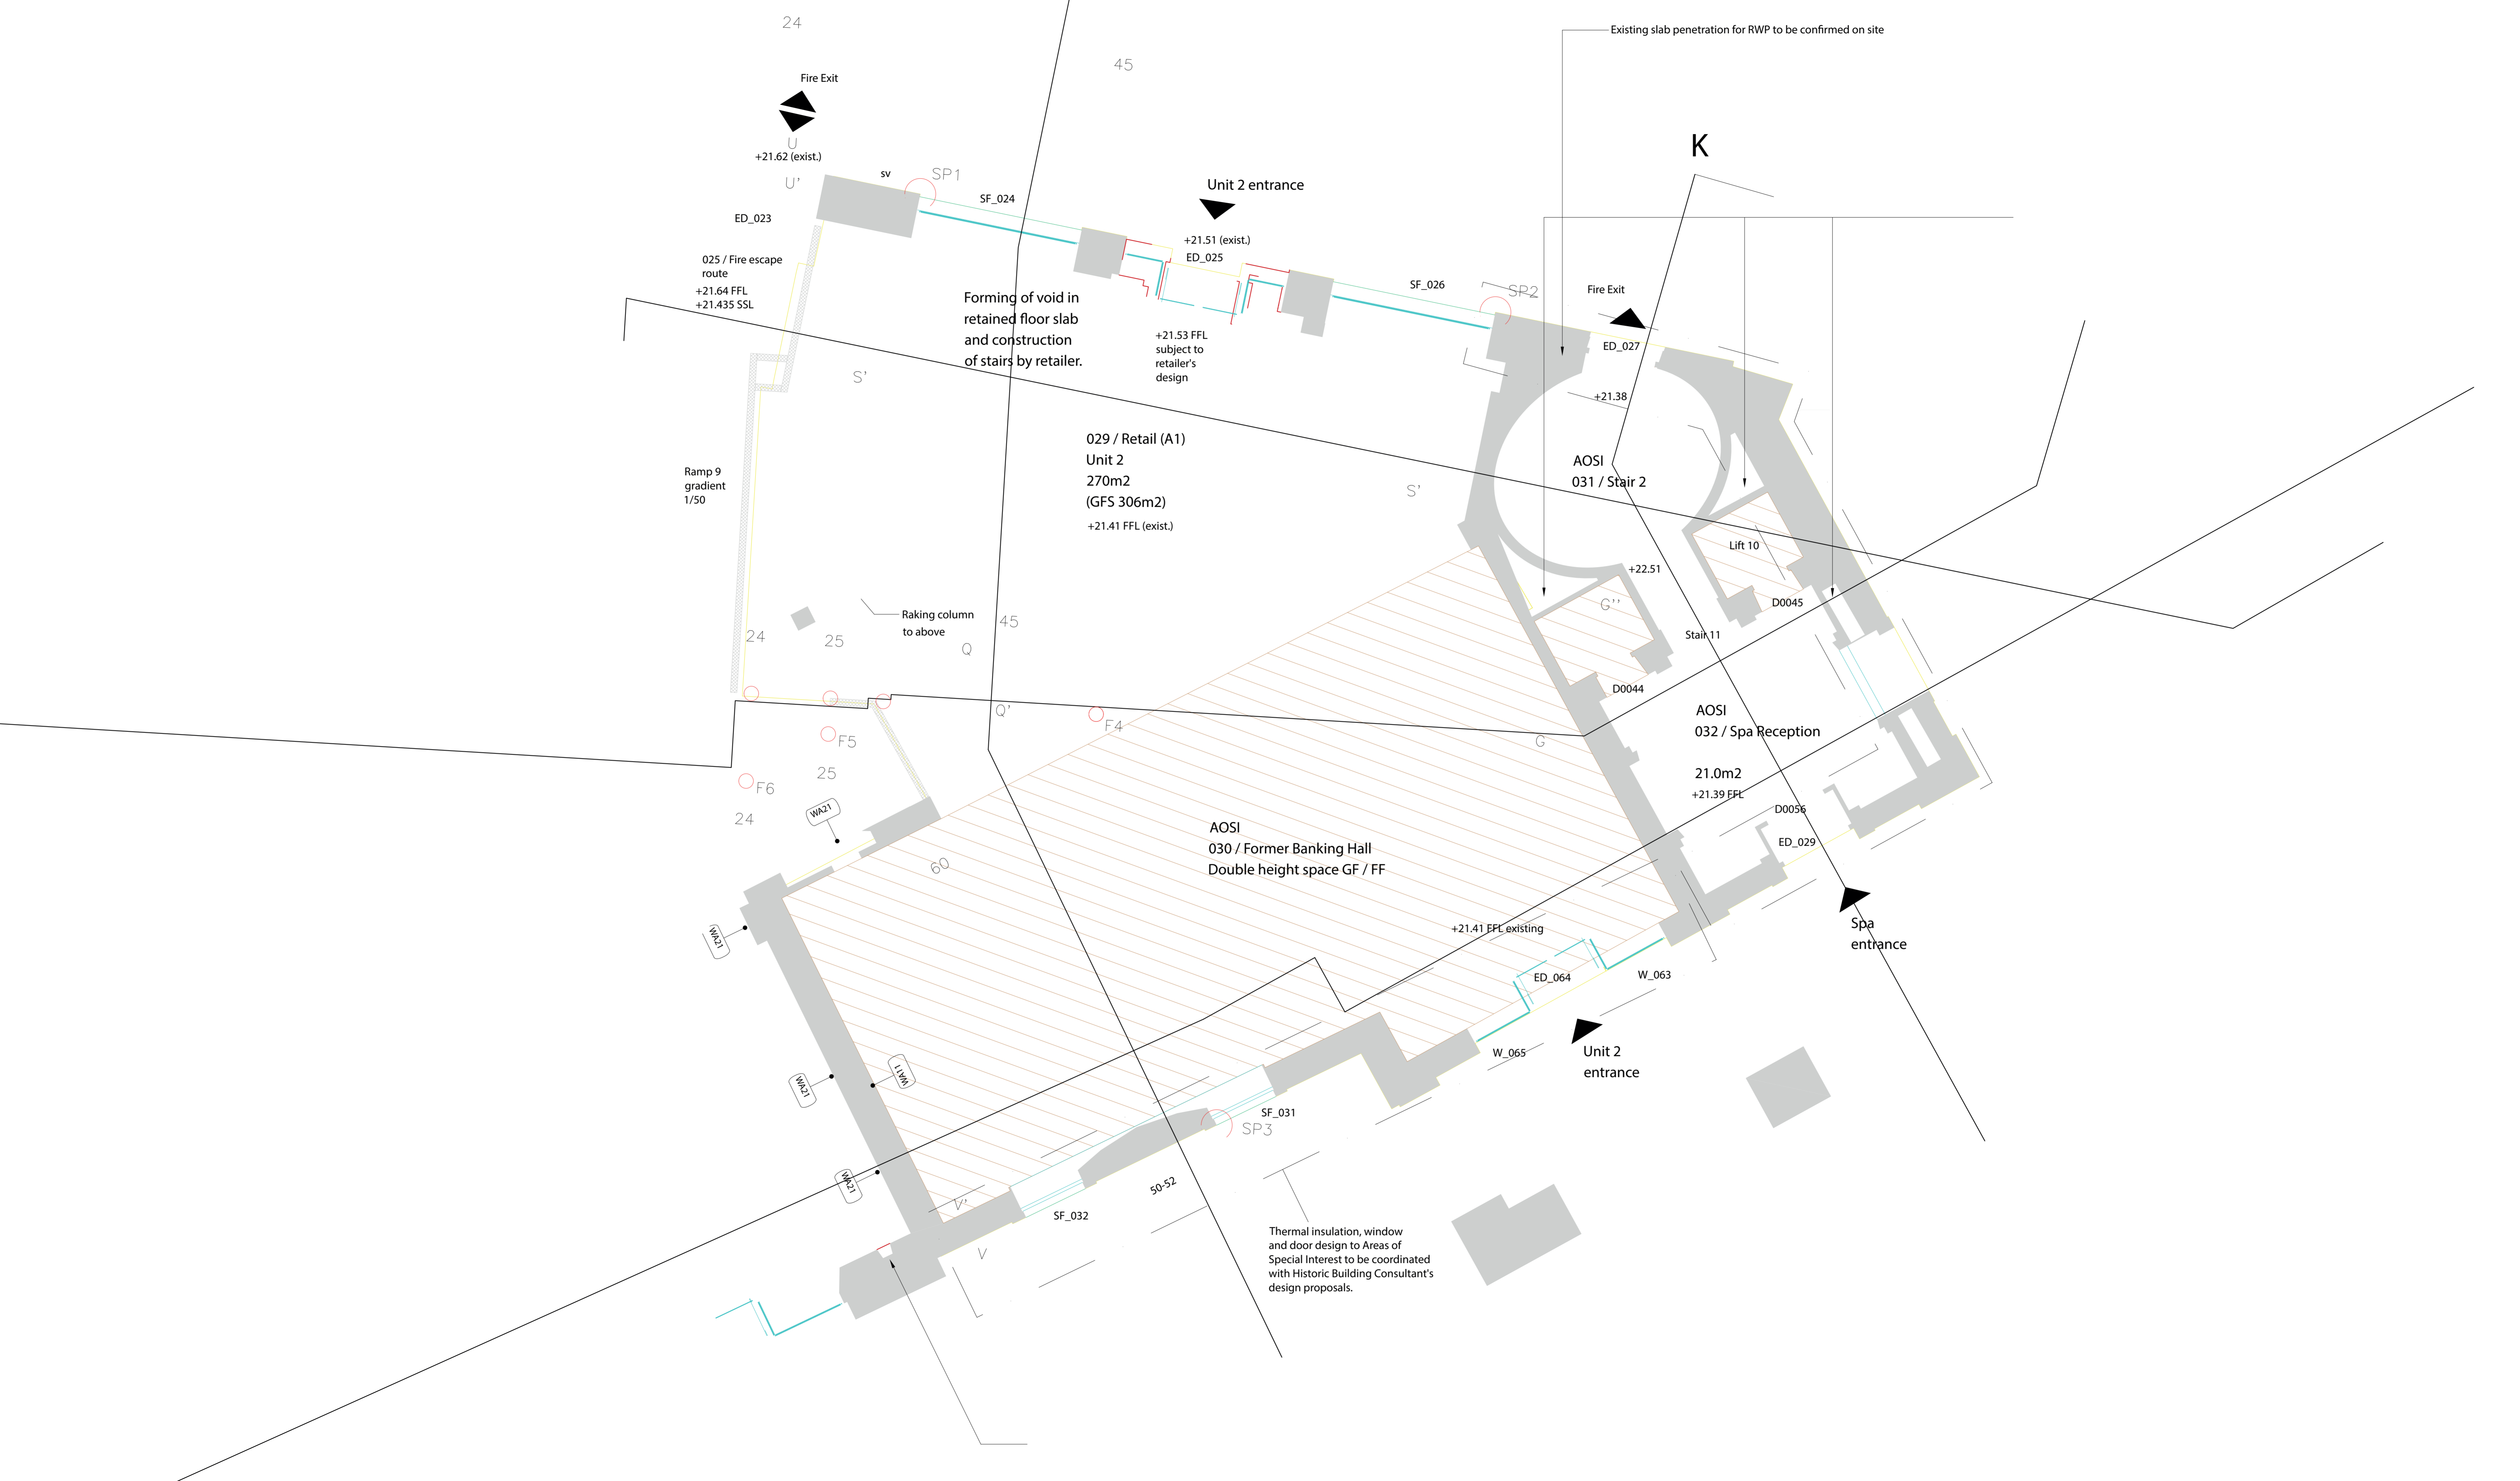 24
Existing slab penetration for RWP to be confirmed on site
45
Fire Exit
K
U
+21.62 (exist.)
U'
sv
SP1
Unit 2 entrance
SF_024
ED_023
+21.51 (exist.)
ED_025
025 / Fire escape
route
+21.64 FFL
+21.435 SSL
SF_026
SP2
Fire Exit
Forming of void in
retained floor slab
and construction
of stairs by retailer.
+21.53 FFL
subject to
retailer's
design
ED_027
S'
+21.38
029 / Retail (A1)
Unit 2
270m2
(GFS 306m2)
+21.41 FFL (exist.)
AOSI
031 / Stair 2
Ramp 9
gradient
1/50
S'
Lift 10
+22.51
G''
D0045
Raking column
to above
45
24
25
Q
Stair 11
D0044
Q'
F4
G
F5
AOSI
032 / Spa Reception
21.0m2
+21.39 FFL
25
F6
24
WA21
D0056
ED_029
AOSI
030 / Former Banking Hall
Double height space GF / FF
60
Spa
entrance
WA21
+21.41 FFL existing
ED_064
W_063
W_065
Unit 2
entrance
WA21
WA11
SF_031
SP3
WA21
50-52
V'
SF_032
V
Thermal insulation, window
and door design to Areas of
Special Interest to be coordinated
with Historic Building Consultant's
design proposals.